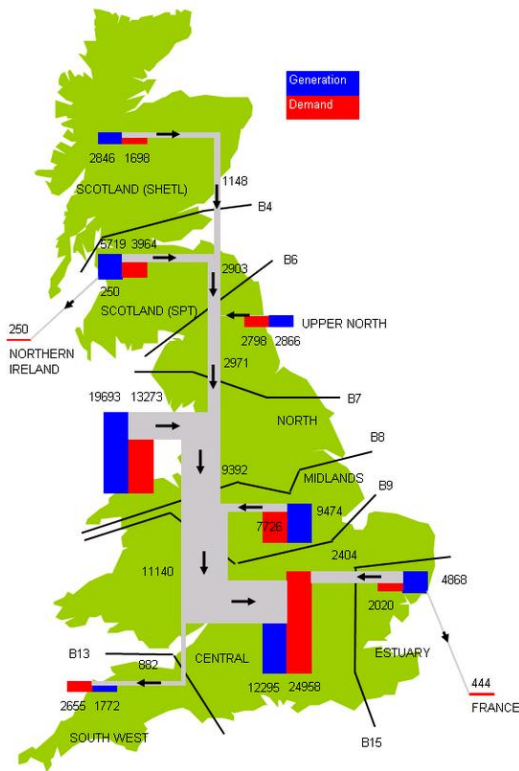 Generation
Demand
2846 1698
SCOTLAND (SHETL)
1148
B4
5719 3964
B6
2903
250
SCOTLAND (SPT)
250
NORTHERN
IRELAND
UPPER NORTH
2798 2866
2971
19693 13273
B7
NORTH
B8
9392
MIDLANDS
B9
9474
7726
2404
11140
4868
2020
B13
882
CENTRAL
ESTUARY
2655 1772
12295 24958
444
FRANCE
SOUTH WEST
B15